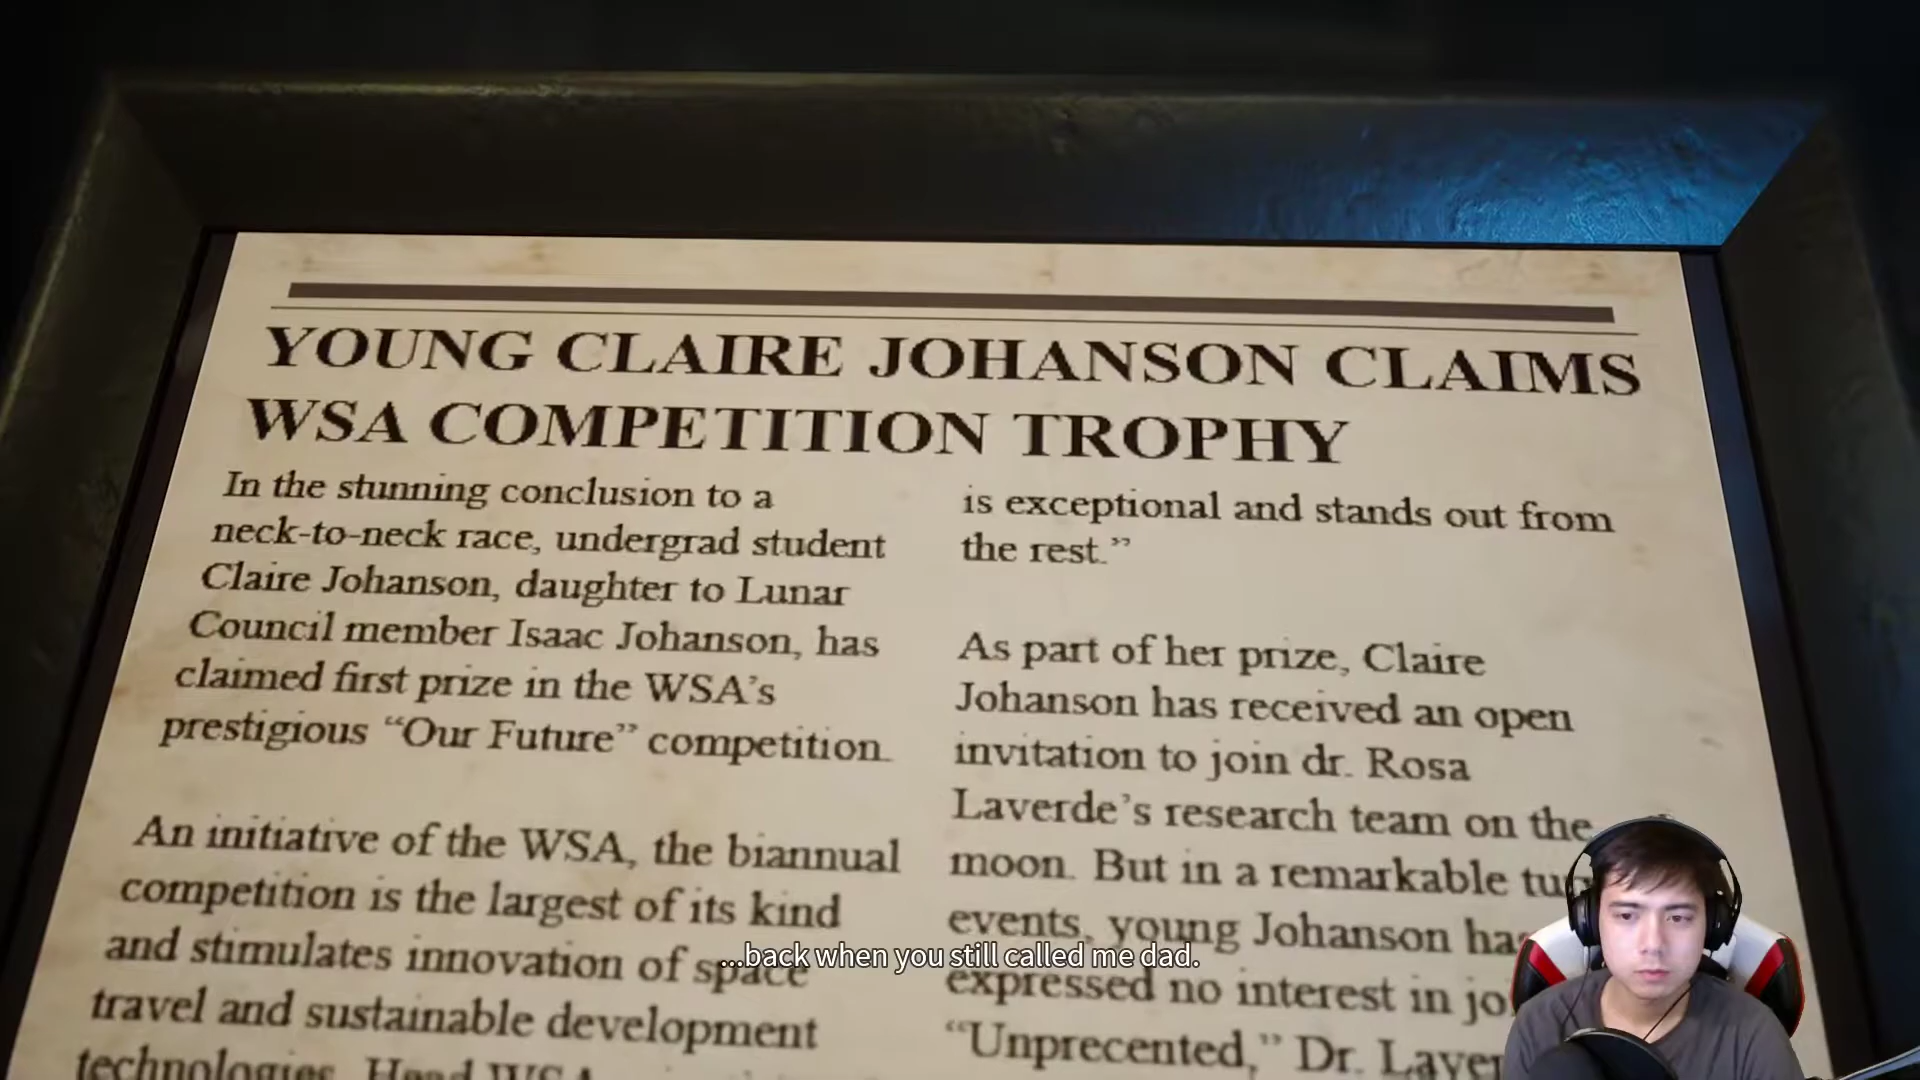 YOUNG CLAIRE JOHANSON CLAIMS
WSA COMPETITION TROPHY
In the stunning conclusion to a
neck-to-neck race, undergrad student
Claire Johanson, daughter to Lunar
Council member Isaac Johanson, has
claimed first prize in the WSA's
prestigious “Our Future” competition.
An initiative of the WSA, the biannual
competition is the largest of its kind
and stimulates innovation of space
travel and sustainable development
technologies. Head WSA
is exceptional and stands out from
the rest.”
As part of her prize, Claire
Johanson has received an open
invitation to join dr. Rosa
Laverde’s research team on the
moon. But in a remarkable
events, young Johanson
expressed no interest in
“Unprecented,” Dr.
...back when you still called me dad.